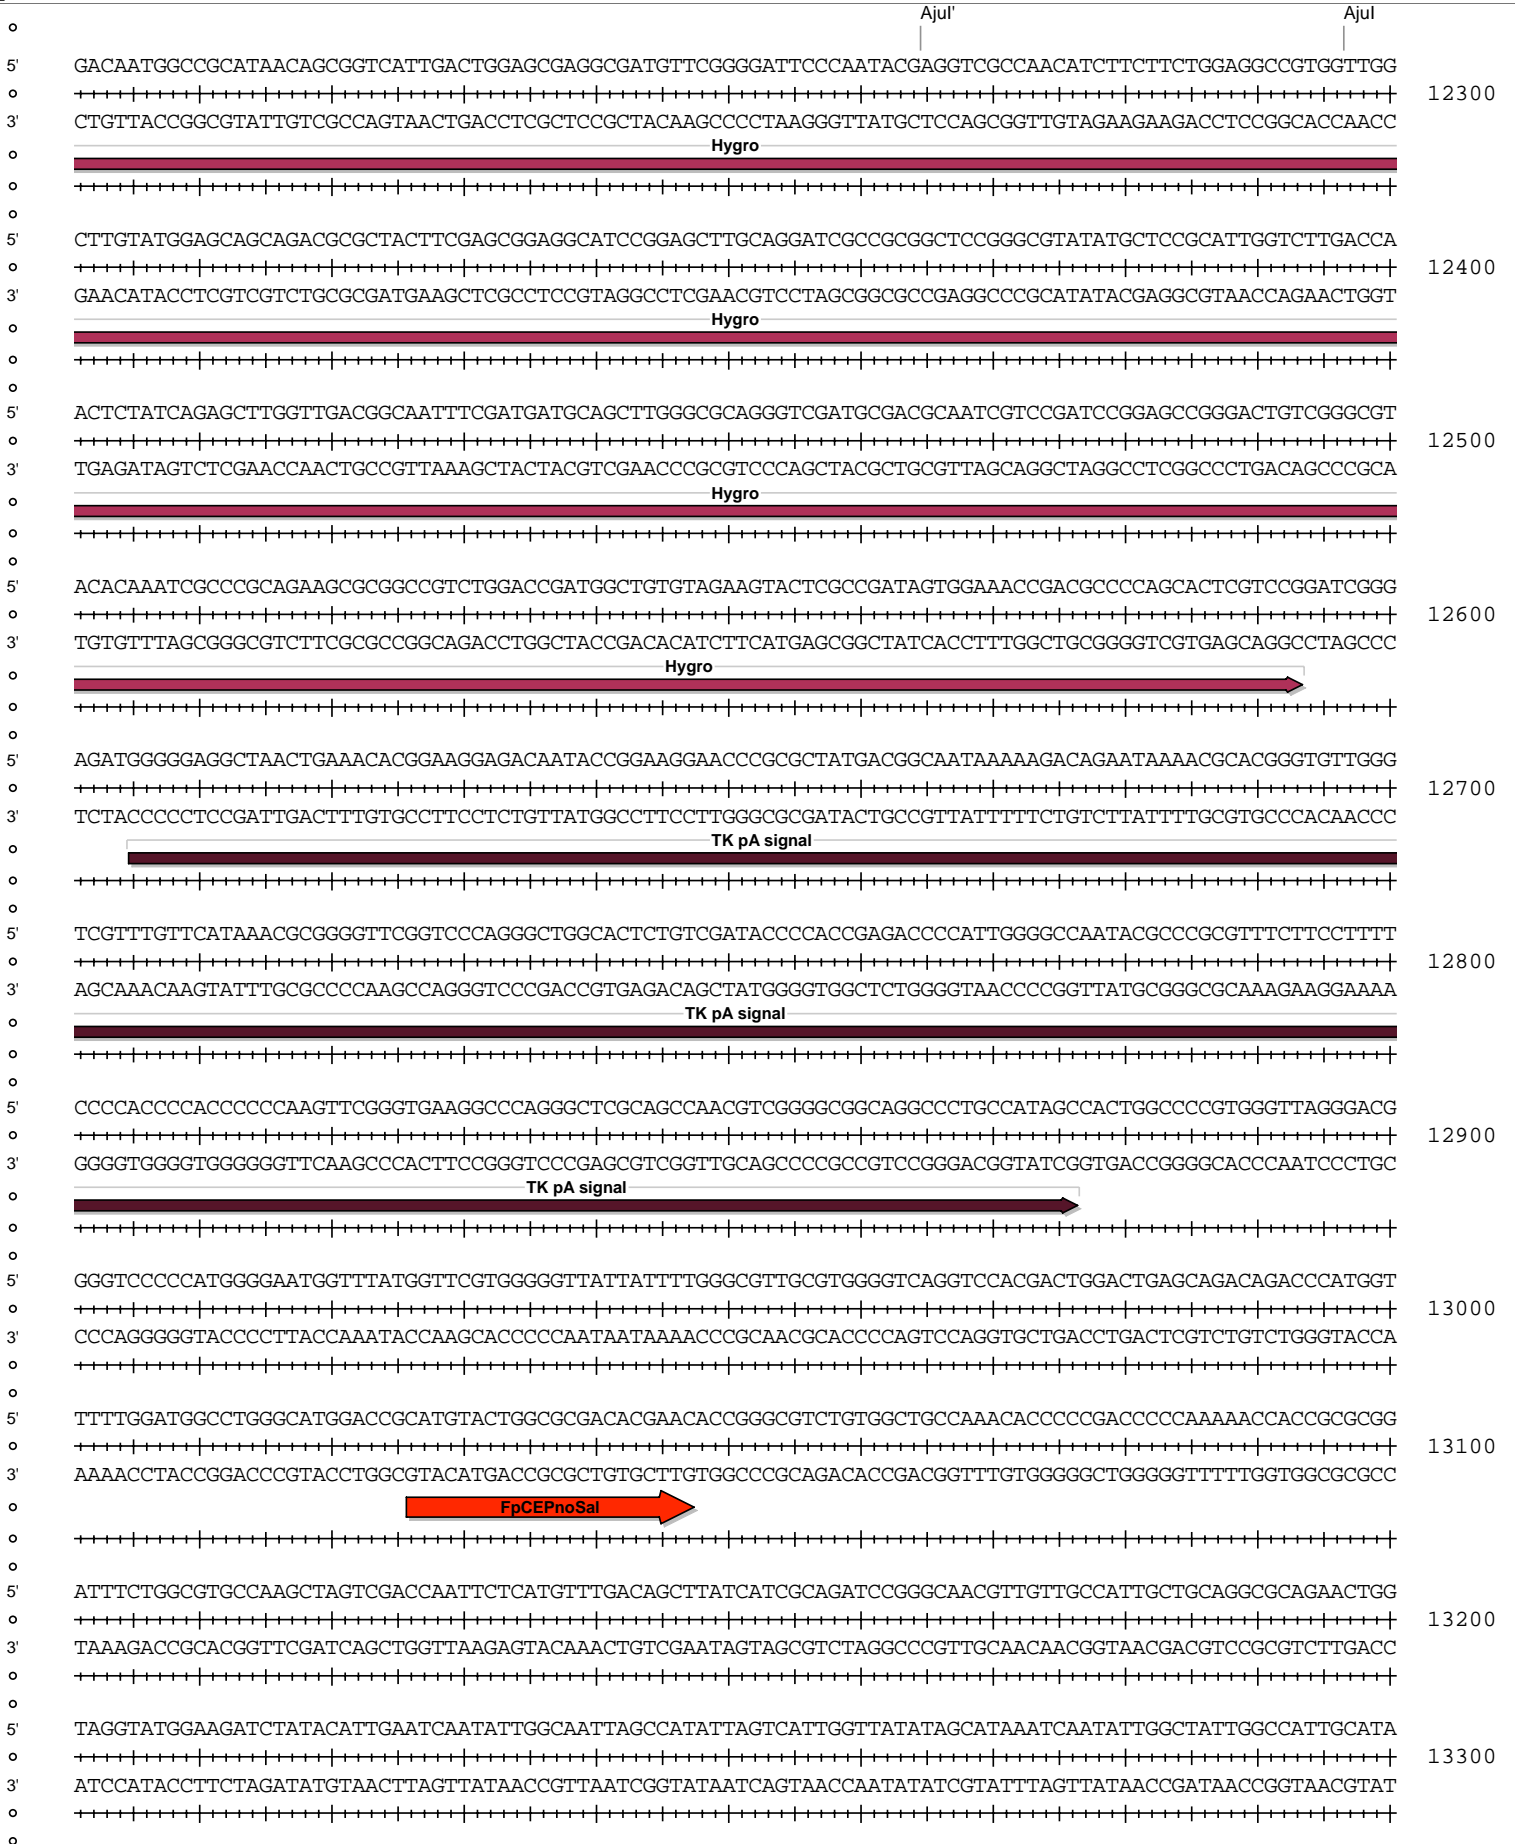 AjuI' AjuI
5' GACAATGGCCGCATAACAGCGGTCATTGACTGGAGCGAGGCGATGTTCGGGGATTCCCAATACGAGGTCGCCAACATCTTCTTCTGGAGGCCGTGGTTGG
12300
3' CTGTTACCGGCGTATTGTCGCCAGTAACTGACCTCGCTCCGCTACAAGCCCCTAAGGGTTATGCTCCAGCGGTTGTAGAAGAAGACCTCCGGCACCAACC
Hygro
5' CTTGTATGGAGCAGCAGACGCGCTACTTCGAGCGGAGGCATCCGGAGCTTGCAGGATCGCCGCGGCTCCGGGCGTATATGCTCCGCATTGGTCTTGACCA
12400
3' GAACATACCTCGTCGTCTGCGCGATGAAGCTCGCCTCCGTAGGCCTCGAACGTCCTAGCGGCGCCGAGGCCCGCATATACGAGGCGTAACCAGAACTGGT
Hygro
5' ACTCTATCAGAGCTTGGTTGACGGCAATTTCGATGATGCAGCTTGGGCGCAGGGTCGATGCGACGCAATCGTCCGATCCGGAGCCGGGACTGTCGGGCGT
12500
3' TGAGATAGTCTCGAACCAACTGCCGTTAAAGCTACTACGTCGAACCCGCGTCCCAGCTACGCTGCGTTAGCAGGCTAGGCCTCGGCCCTGACAGCCCGCA
Hygro
5' ACACAAATCGCCCGCAGAAGCGCGGCCGTCTGGACCGATGGCTGTGTAGAAGTACTCGCCGATAGTGGAAACCGACGCCCCAGCACTCGTCCGGATCGGG
12600
3' TGTGTTTAGCGGGCGTCTTCGCGCCGGCAGACCTGGCTACCGACACATCTTCATGAGCGGCTATCACCTTTGGCTGCGGGGTCGTGAGCAGGCCTAGCCC
Hygro
5' AGATGGGGGAGGCTAACTGAAACACGGAAGGAGACAATACCGGAAGGAACCCGCGCTATGACGGCAATAAAAAGACAGAATAAAACGCACGGGTGTTGGG
12700
3' TCTACCCCCTCCGATTGACTTTGTGCCTTCCTCTGTTATGGCCTTCCTTGGGCGCGATACTGCCGTTATTTTTCTGTCTTATTTTGCGTGCCCACAACCC
TK pA signal
5' TCGTTTGTTCATAAACGCGGGGTTCGGTCCCAGGGCTGGCACTCTGTCGATACCCCACCGAGACCCCATTGGGGCCAATACGCCCGCGTTTCTTCCTTTT
12800
3' AGCAAACAAGTATTTGCGCCCCAAGCCAGGGTCCCGACCGTGAGACAGCTATGGGGTGGCTCTGGGGTAACCCCGGTTATGCGGGCGCAAAGAAGGAAAA
TK pA signal
5' CCCCACCCCACCCCCCAAGTTCGGGTGAAGGCCCAGGGCTCGCAGCCAACGTCGGGGCGGCAGGCCCTGCCATAGCCACTGGCCCCGTGGGTTAGGGACG
12900
3' GGGGTGGGGTGGGGGGTTCAAGCCCACTTCCGGGTCCCGAGCGTCGGTTGCAGCCCCGCCGTCCGGGACGGTATCGGTGACCGGGGCACCCAATCCCTGC
TK pA signal
5' GGGTCCCCCATGGGGAATGGTTTATGGTTCGTGGGGGTTATTATTTTGGGCGTTGCGTGGGGTCAGGTCCACGACTGGACTGAGCAGACAGACCCATGGT
13000
3' CCCAGGGGGTACCCCTTACCAAATACCAAGCACCCCCAATAATAAAACCCGCAACGCACCCCAGTCCAGGTGCTGACCTGACTCGTCTGTCTGGGTACCA
5' TTTTGGATGGCCTGGGCATGGACCGCATGTACTGGCGCGACACGAACACCGGGCGTCTGTGGCTGCCAAACACCCCCGACCCCCAAAAACCACCGCGCGG
13100
3' AAAACCTACCGGACCCGTACCTGGCGTACATGACCGCGCTGTGCTTGTGGCCCGCAGACACCGACGGTTTGTGGGGGCTGGGGGTTTTTGGTGGCGCGCC
FpCEPnoSal
5' ATTTCTGGCGTGCCAAGCTAGTCGACCAATTCTCATGTTTGACAGCTTATCATCGCAGATCCGGGCAACGTTGTTGCCATTGCTGCAGGCGCAGAACTGG
13200
3' TAAAGACCGCACGGTTCGATCAGCTGGTTAAGAGTACAAACTGTCGAATAGTAGCGTCTAGGCCCGTTGCAACAACGGTAACGACGTCCGCGTCTTGACC
5' TAGGTATGGAAGATCTATACATTGAATCAATATTGGCAATTAGCCATATTAGTCATTGGTTATATAGCATAAATCAATATTGGCTATTGGCCATTGCATA
13300
3' ATCCATACCTTCTAGATATGTAACTTAGTTATAACCGTTAATCGGTATAATCAGTAACCAATATATCGTATTTAGTTATAACCGATAACCGGTAACGTAT